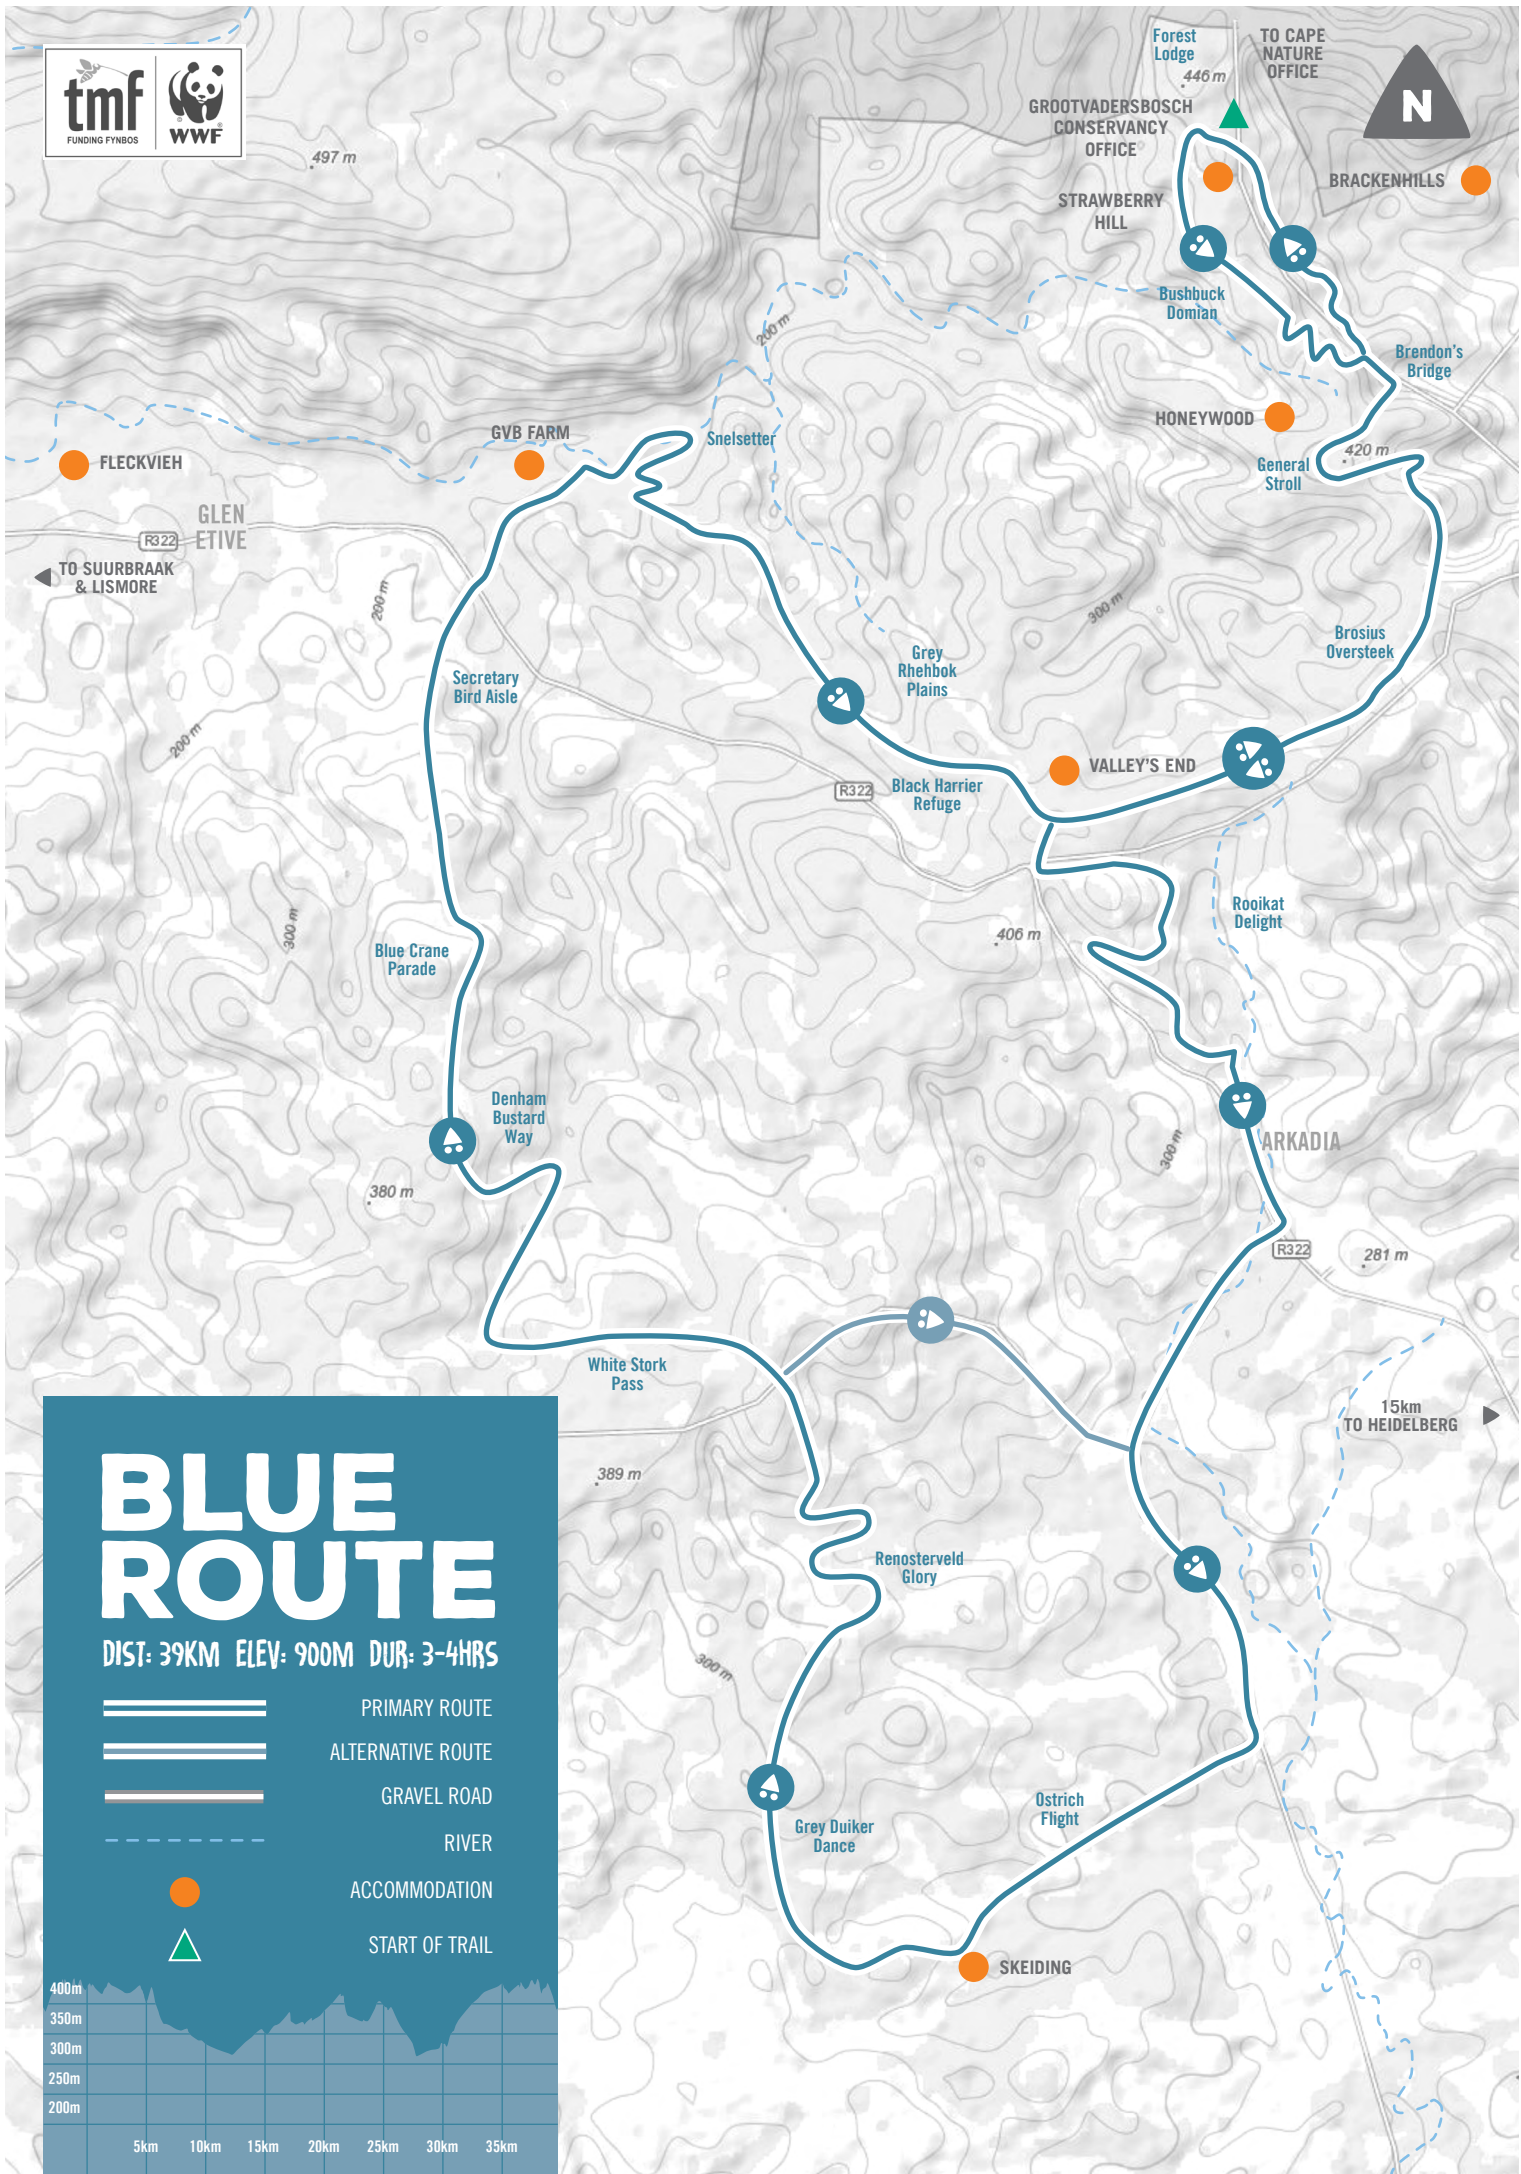 tmf
FUNDING FYNBOS
WWF
497 m
Forest
Lodge
446 m
TO CAPE
NATURE
OFFICE
N
GROOTVADERSBOSCH
CONSERVANCY
OFFICE
STRAWBERRY
HILL
BRACKENHILLS
Bushbuck
Domian
200 m
Brendon's
Bridge
HONEYWOOD
420 m
General
Stroll
GVB FARM
Snelsetter
FLECKVIEH
GLEN
ETIVE
R322
TO SUURBRAAK
& LISMORE
200 m
300 m
Brosius
Oversteek
Grey
Rhehbok
Plains
Secretary
Bird Aisle
200 m
VALLEY'S END
R322
Black Harrier
Refuge
Rooikat
Delight
406 m
300 m
Blue Crane
Parade
Denham
Bustard
Way
ARKADIA
300 m
380 m
R322
281 m
White Stork
Pass
15km
TO HEIDELBERG
389 m
Renosterveld
Glory
300 m
Ostrich
Flight
Grey Duiker
Dance
SKEIDING
BLUE
ROUTE
DIST: 39KM ELEV: 900M DUR: 3-4HRS
PRIMARY ROUTE
ALTERNATIVE ROUTE
GRAVEL ROAD
RIVER
ACCOMMODATION
START OF TRAIL
400m
350m
300m
250m
200m
5km 10km 15km 20km 25km 30km 35km